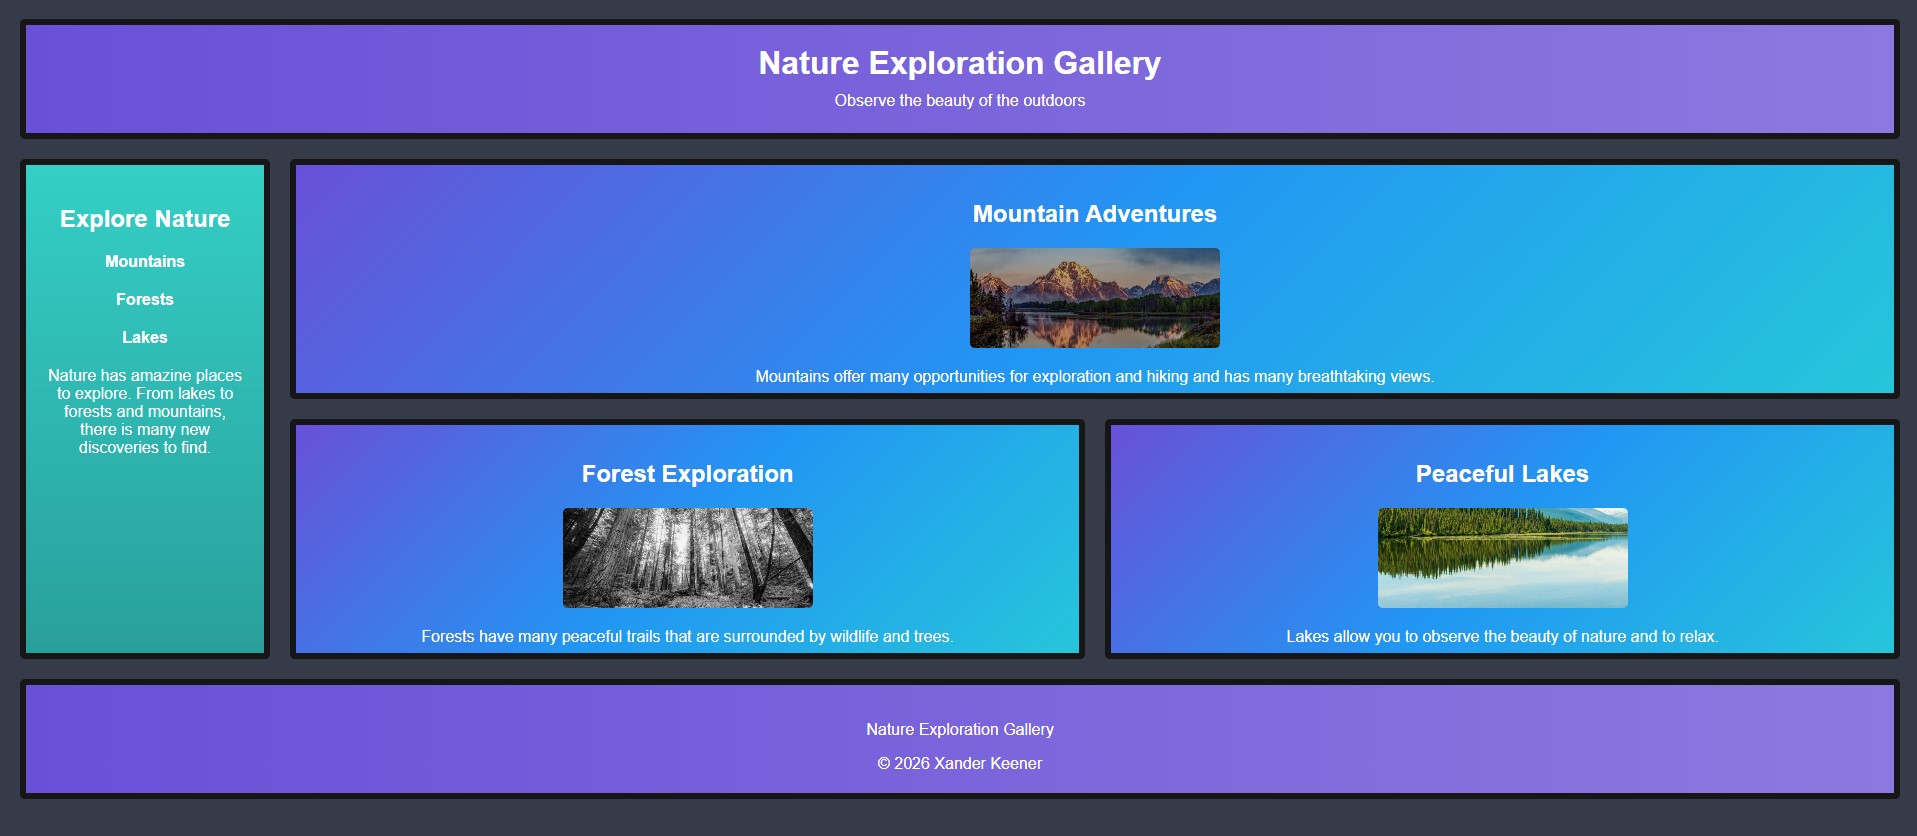 Nature Exploration Gallery
Observe the beauty of the outdoors
Explore Nature
Mountains
Forests
Lakes
Nature has amazine places
to explore. From lakes to
forests and mountains,
there is many new
discoveries to find.
Mountain Adventures
Mountains offer many opportunities for exploration and hiking and has many breathtaking views.
Forest Exploration
Forests have many peaceful trails that are surrounded by wildlife and trees.
Peaceful Lakes
Lakes allow you to observe the beauty of nature and to relax.
Nature Exploration Gallery
© 2026 Xander Keener